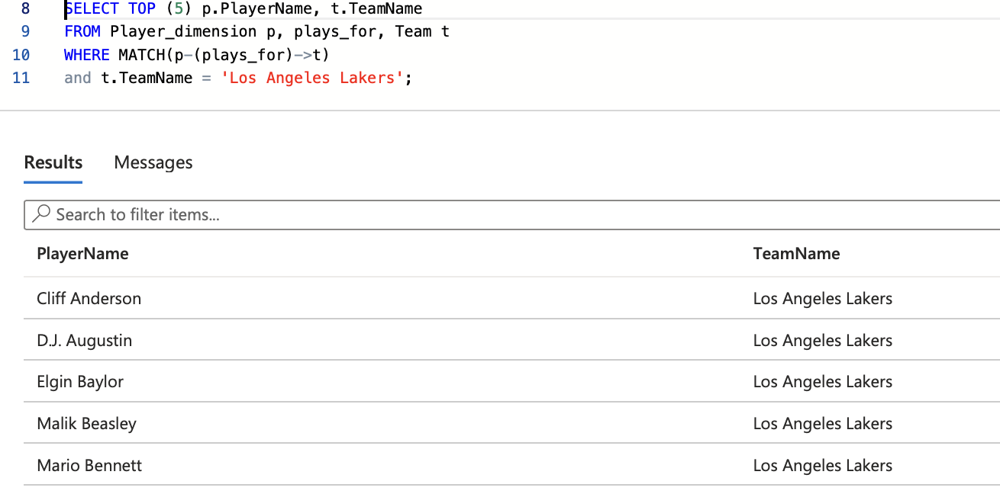 8 SELECT TOP (5) p.PlayerName, t.TeamName
9 FROM Player_dimension p, plays_for, Team t
10 WHERE MATCH(p-(plays_for)->t)
11 and t.TeamName = 'Los Angeles Lakers';
Results Messages
Search to filter items...
PlayerName TeamName
Cliff Anderson Los Angeles Lakers
D.J. Augustin Los Angeles Lakers
Elgin Baylor Los Angeles Lakers
Malik Beasley Los Angeles Lakers
Mario Bennett Los Angeles Lakers